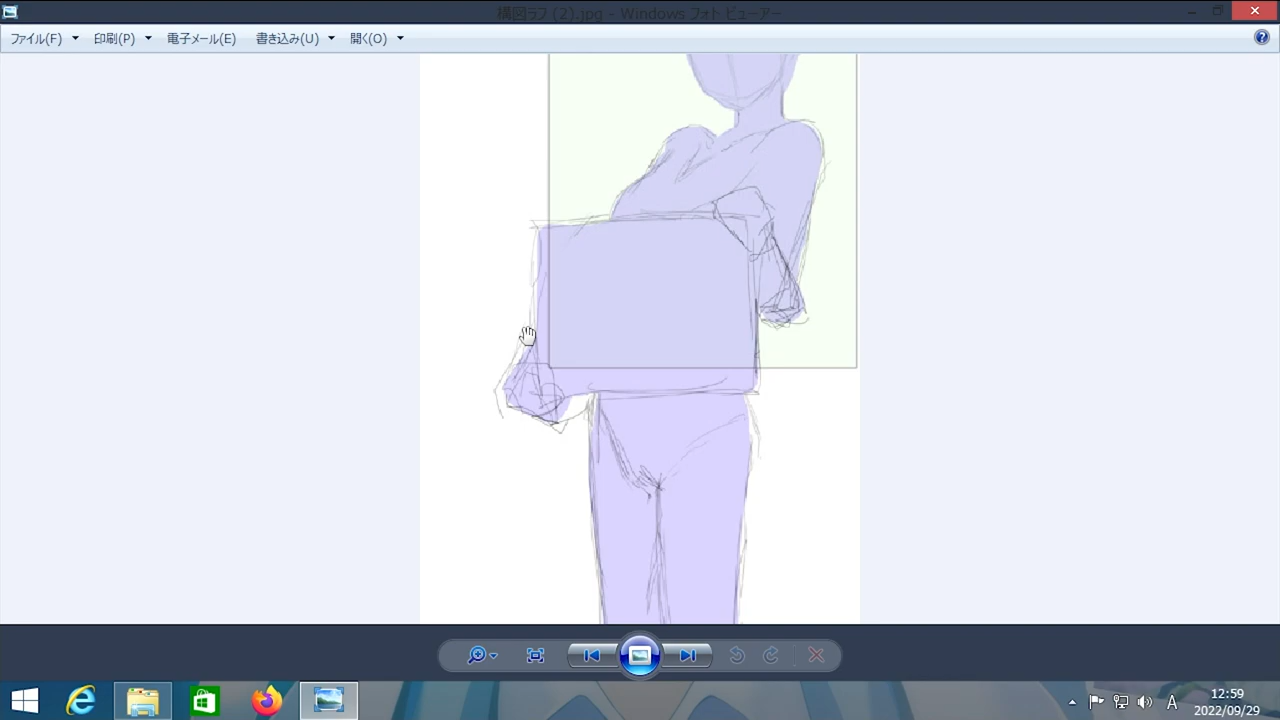 構図ラフ (2).jpg - Windows フォト ビューアー
ファイル(F) 印刷(P) 電子メール(E) 書き込み(U) 開く(O)
A
12:59
2022/09/29